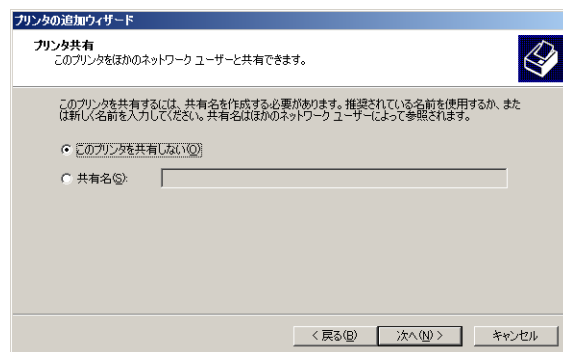 プリンタの追加ウィザード
プリンタ共有
このプリンタをほかのネットワーク ユーザーと共有できます。
このプリンタを共有するには、共有名を作成する必要があります。推奨されている名前を使用するか、また
は新しく名前を入力してください。共有名はほかのネットワーク ユーザーによって参照されます。
このプリンタを共有しない(O)
共有名(S):
< 戻る(B)
次へ(N) >
キャンセル